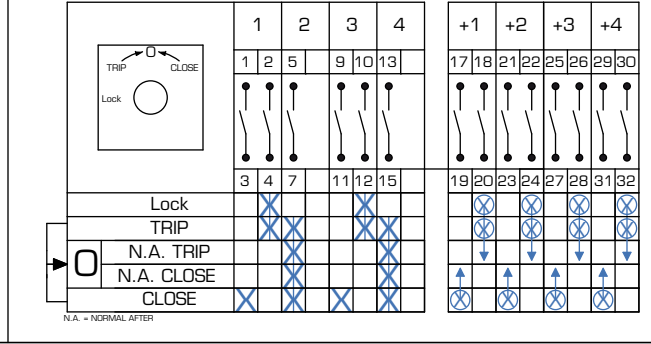 1 2 3 4 +1 +2 +3 +4
O
TRIP CLOSE
Lock
1 2 5 9 10 13 17 18 21 22 25 26 29 30
3 4 7 11 12 15 19 20 23 24 27 28 31 32
Lock
TRIP
O
N.A. TRIP
N.A. CLOSE
CLOSE
N.A. = NORMAL AFTER